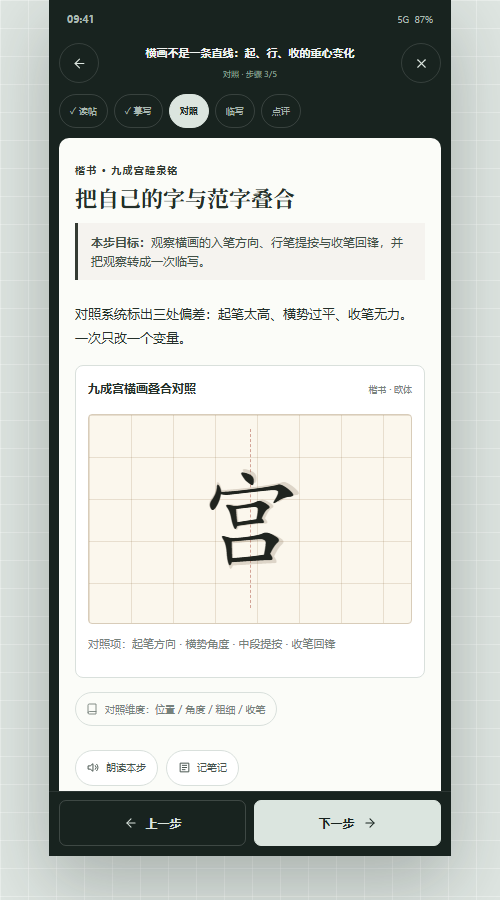 09:41
5G 87%
横画不是一条直线：起、行、收的重心变化
对照 · 步骤 3/5
✓ 读帖
✓ 摹写
对照
临写
点评
楷书 • 九成宫醴泉铭
把自己的字与范字叠合
本步目标：观察横画的入笔方向、行笔提按与收笔回锋，并
把观察转成一次临写。
对照系统标出三处偏差：起笔太高、横势过平、收笔无力。
一次只改一个变量。
九成宫横画叠合对照
楷书 · 欧体
宫
对照项：起笔方向 · 横势角度 · 中段提按 · 收笔回锋
对照维度：位置 / 角度 / 粗细 / 收笔
朗读本步
记笔记
上一步
下一步